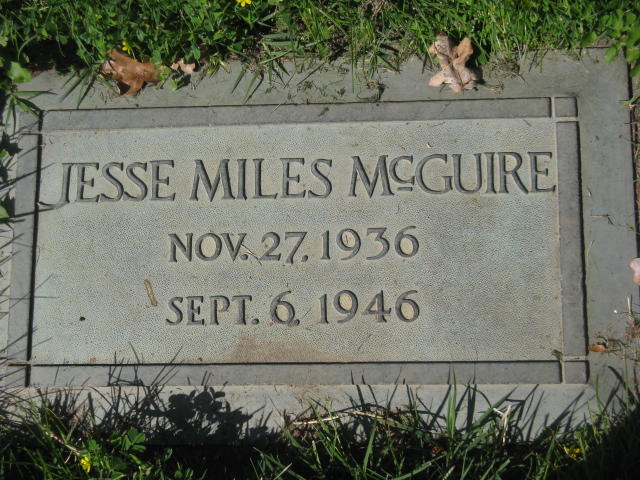 JESSE MILES McGUIRE
NOV. 27, 1936
SEPT. 6, 1946